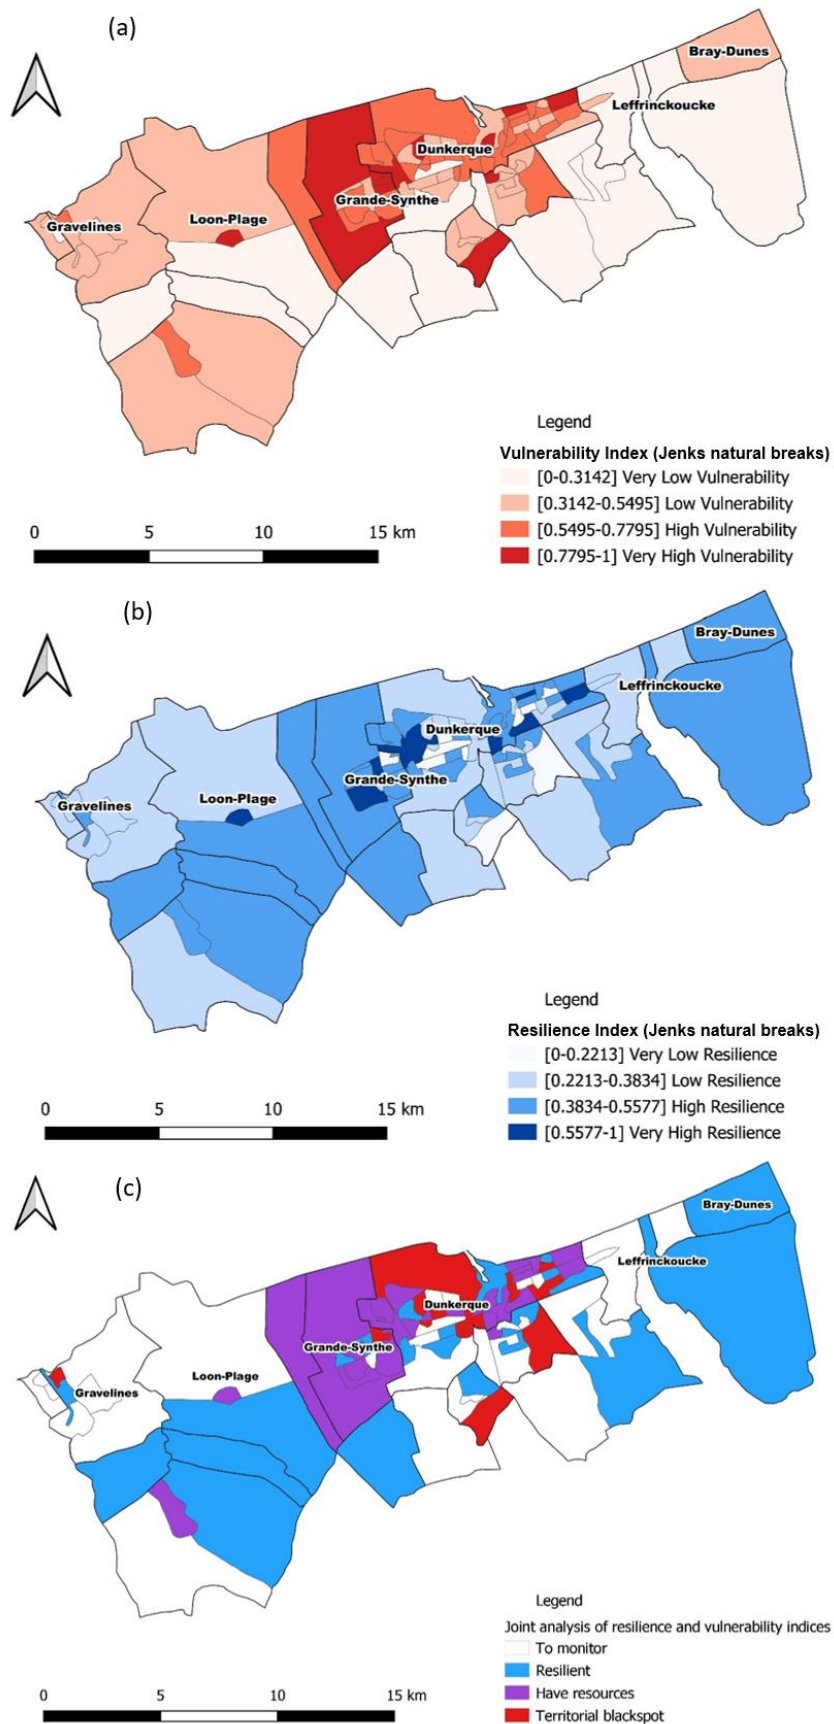 (a)
Bray-Dunes
Leffrinckoucke
Dunkerque
Grande-Synthe
Loon-Plage
Gravelines
Legend
Vulnerability Index (Jenks natural breaks)
[0-0.3142] Very Low Vulnerability
[0.3142-0.5495] Low Vulnerability
[0.5495-0.7795] High Vulnerability
[0.7795-1] Very High Vulnerability
0 5 10 15 km
(b)
Bray-Dunes
Leffrinckoucke
Dunkerque
Grande-Synthe
Loon-Plage
Gravelines
Legend
Resilience Index (Jenks natural breaks)
[0-0.2213] Very Low Resilience
[0.2213-0.3834] Low Resilience
[0.3834-0.5577] High Resilience
[0.5577-1] Very High Resilience
0 5 10 15 km
(c)
Bray-Dunes
Leffrinckoucke
Dunkerque
Grande-Synthe
Loon-Plage
Gravelines
Legend
Joint analysis of resilience and vulnerability indices
To monitor
Resilient
Have resources
Territorial blackspot
0 5 10 15 km